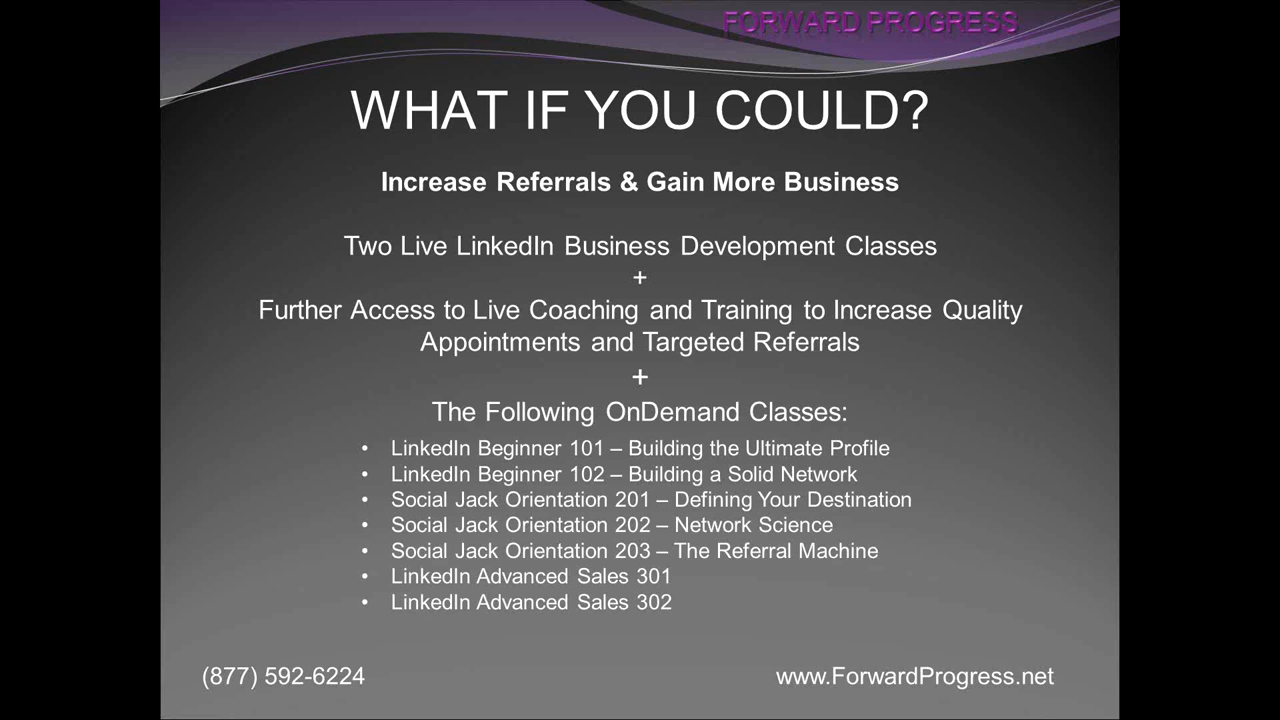 FORWARD PROGRESS
WHAT IF YOU COULD?
Increase Referrals & Gain More Business
Two Live LinkedIn Business Development Classes
+
Further Access to Live Coaching and Training to Increase Quality
Appointments and Targeted Referrals
+
The Following OnDemand Classes:
• LinkedIn Beginner 101 – Building the Ultimate Profile
• LinkedIn Beginner 102 – Building a Solid Network
• Social Jack Orientation 201 – Defining Your Destination
• Social Jack Orientation 202 – Network Science
• Social Jack Orientation 203 – The Referral Machine
• LinkedIn Advanced Sales 301
• LinkedIn Advanced Sales 302
(877) 592-6224 www.ForwardProgress.net